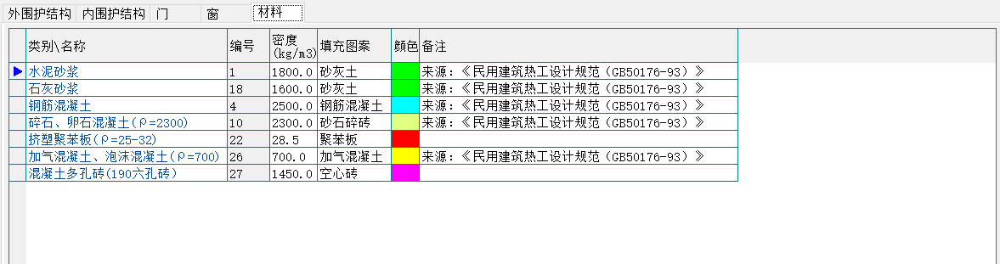 外围护结构 内围护结构 门 窗 材料
类别\名称 编号 密度(kg/m3) 填充图案 颜色 备注
水泥砂浆 1 1800.0 砂灰土 来源:《民用建筑热工设计规范（GB50176-93）》
石灰砂浆 18 1600.0 砂灰土 来源:《民用建筑热工设计规范（GB50176-93）》
钢筋混凝土 4 2500.0 钢筋混凝土 来源:《民用建筑热工设计规范（GB50176-93）》
碎石、卵石混凝土(ρ=2300) 10 2300.0 砂石碎砖 来源:《民用建筑热工设计规范（GB50176-93）》
挤塑聚苯板(ρ=25-32) 22 28.5 聚苯板
加气混凝土、泡沫混凝土(ρ=700) 26 700.0 加气混凝土 来源:《民用建筑热工设计规范（GB50176-93）》
混凝土多孔砖(190六孔砖） 27 1450.0 空心砖